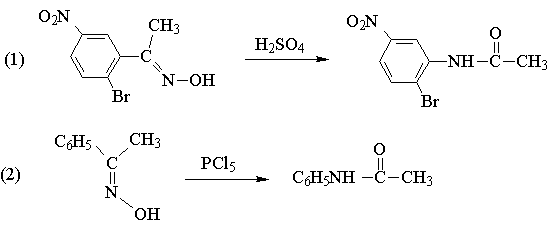 (1) O₂N CH₃ C N OH Br H₂SO₄ O₂N NH C O CH₃ Br
(2) C₆H₅ CH₃ C N OH PCl₅ C₆H₅NH C O CH₃